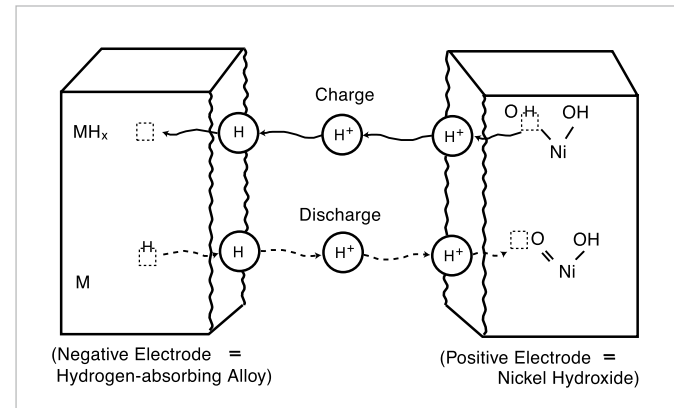 Charge
MHx
H
H+
H+
O H OH
Ni
Discharge
H
H
H+
H+
O OH
Ni
M
(Negative Electrode =
Hydrogen-absorbing Alloy)
(Positive Electrode =
Nickel Hydroxide)